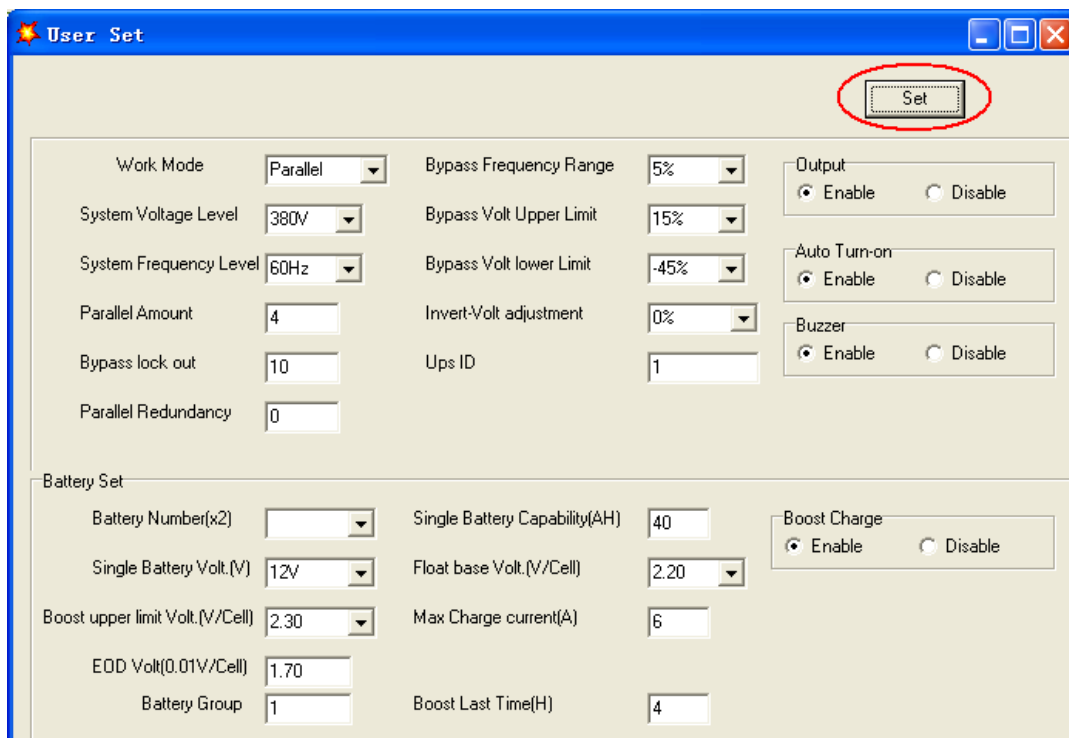 User Set
Set
Work Mode Parallel Bypass Frequency Range 5% Output
Enable Disable
System Voltage Level 380V Bypass Volt Upper Limit 15%
Auto Turn-on
System Frequency Level 60Hz Bypass Volt lower Limit -45% Enable Disable
Parallel Amount 4 Invert-Volt adjustment 0%
Buzzer
Bypass lock out 10 Ups ID 1 Enable Disable
Parallel Redundancy 0
Battery Set
Battery Number(x2) Single Battery Capability(AH) 40 Boost Charge
Enable Disable
Single Battery Volt.(V) 12V Float base Volt.(V/Cell) 2.20
Boost upper limit Volt.(V/Cell) 2.30 Max Charge current(A) 6
EOD Volt(0.01V/Cell) 1.70
Battery Group 1 Boost Last Time(H) 4